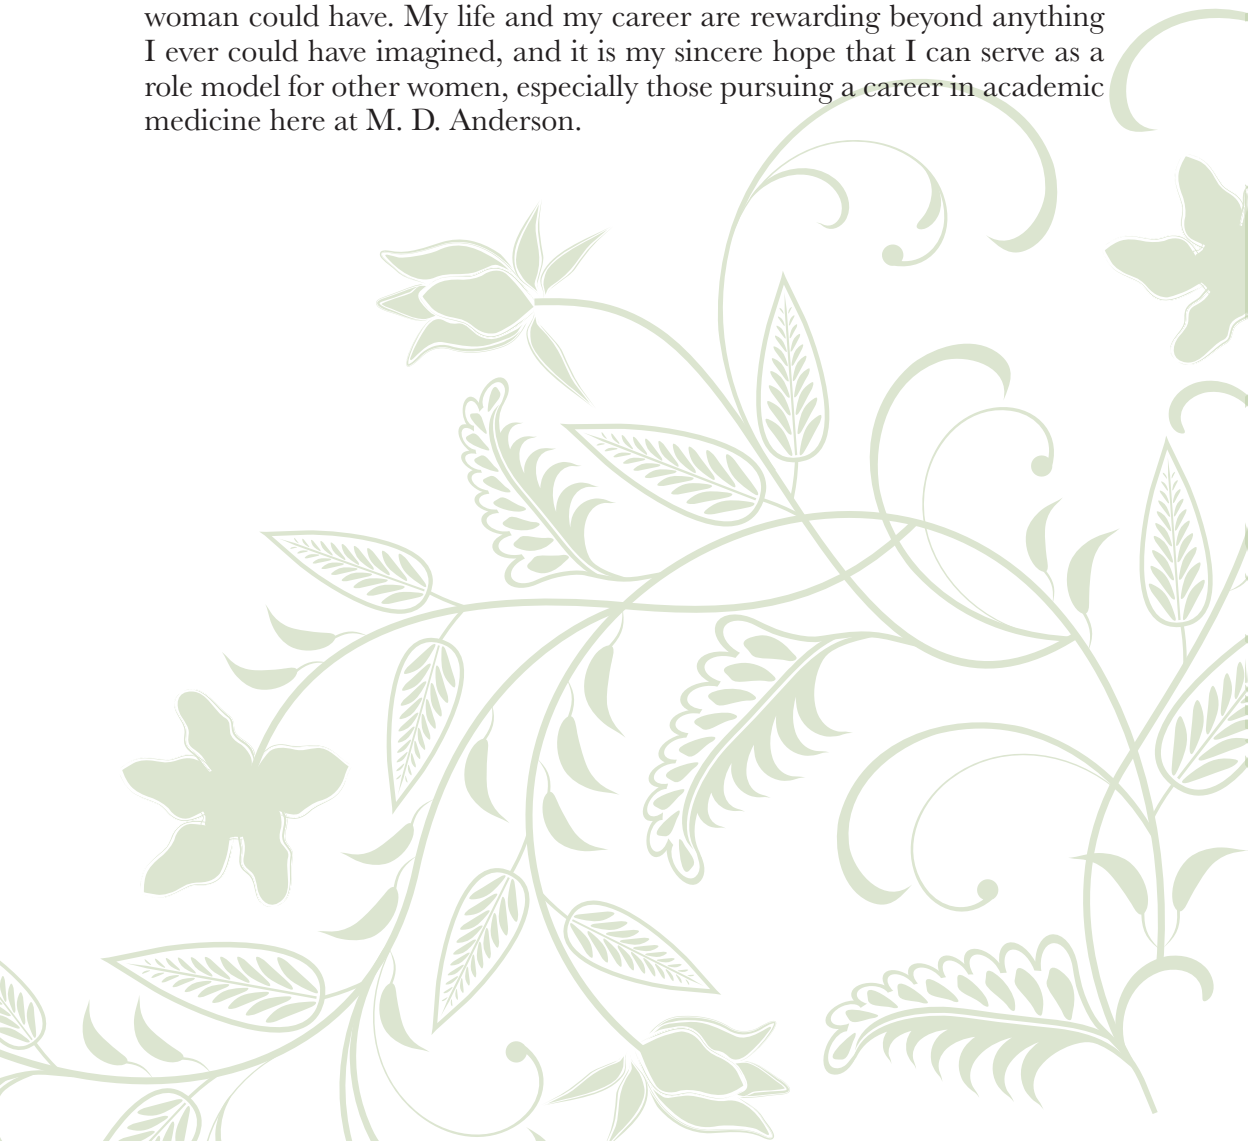 woman could have. My life and my career are rewarding beyond anything
I ever could have imagined, and it is my sincere hope that I can serve as a
role model for other women, especially those pursuing a career in academic
medicine here at M. D. Anderson.